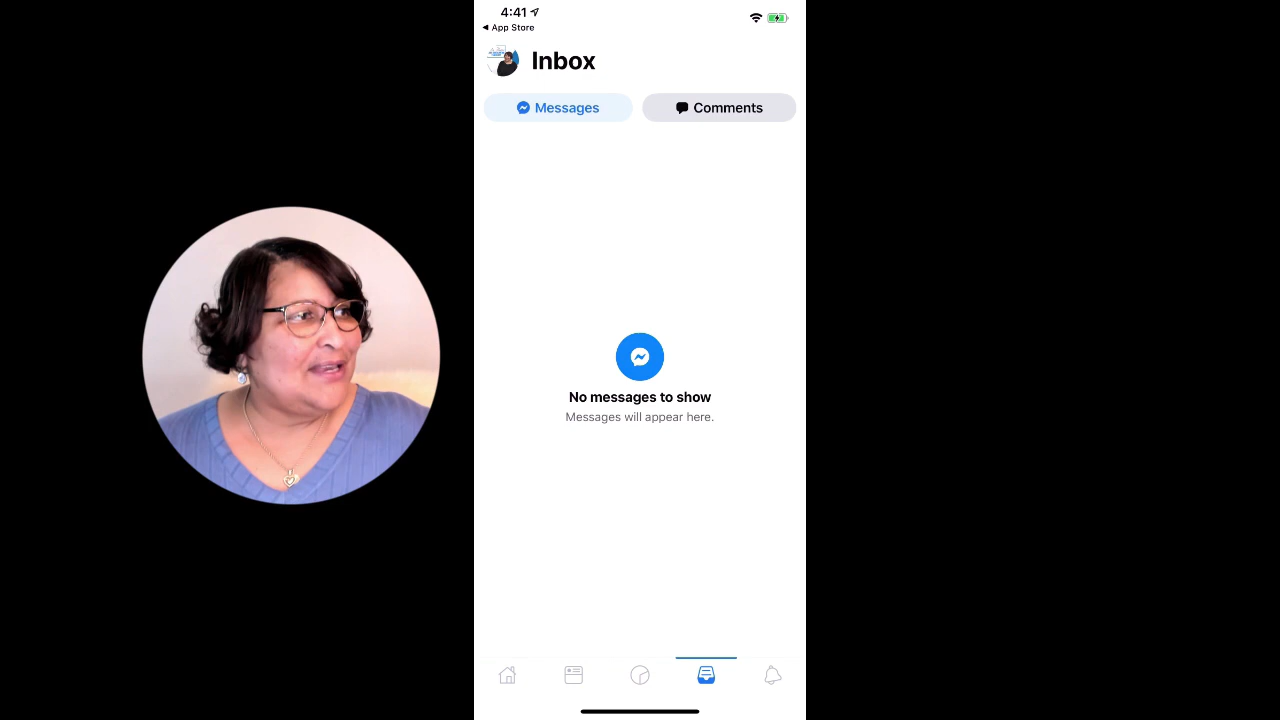 4:41
◀ App Store
Inbox
Messages
Comments
No messages to show
Messages will appear here.